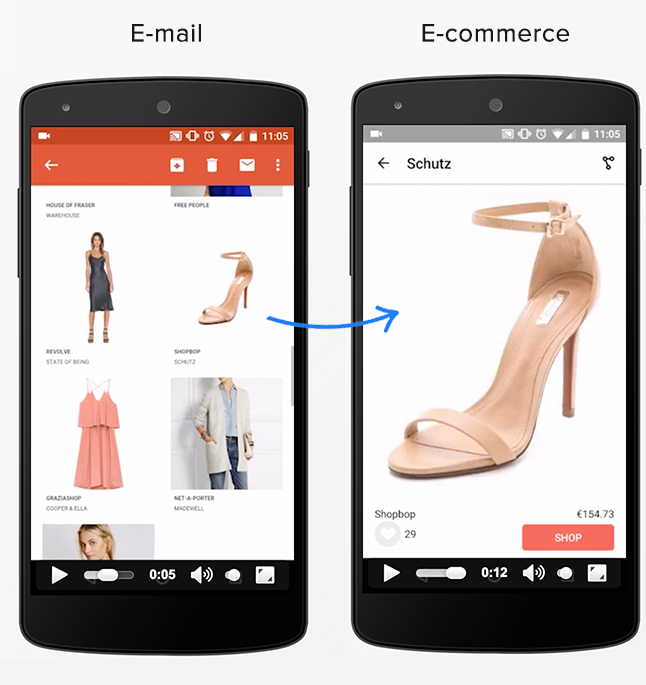 E-mail
E-commerce
11:05
HOUSE OF FRASER
WAREHOUSE
FREE PEOPLE
REVOLVE
STATE OF BEING
SHOPBOP
SCHUTZ
GRAZIASHOP
COOPER & ELLA
NET-A-PORTER
MADEWELL
0:05
11:05
Schutz
Shopbop
€154.73
29
SHOP
0:12